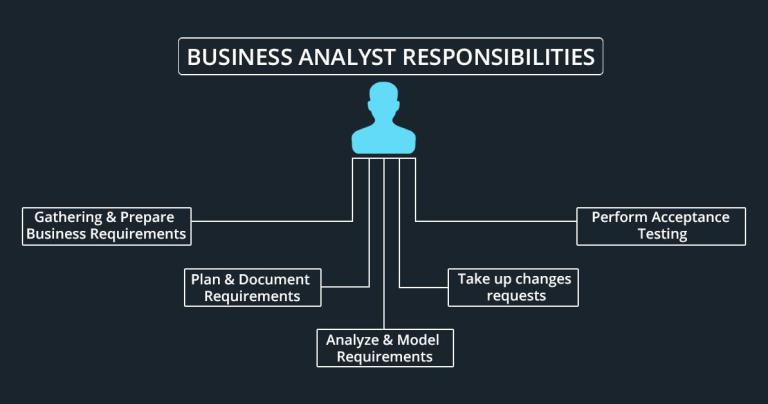 BUSINESS ANALYST RESPONSIBILITIES
Gathering & Prepare
Business Requirements
Plan & Document
Requirements
Analyze & Model
Requirements
Take up changes
requests
Perform Acceptance
Testing